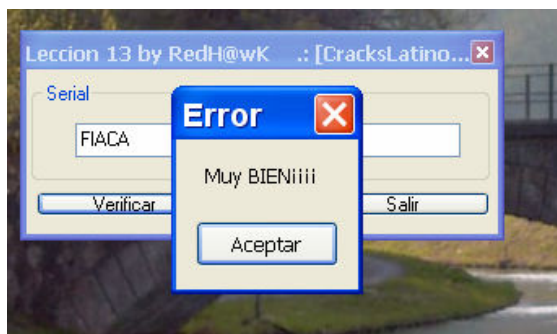 Leccion 13 by RedH@wK .: [CracksLatino...
Serial
FIACA
Error
Muy BIENiiii
Aceptar
Verificar
Salir